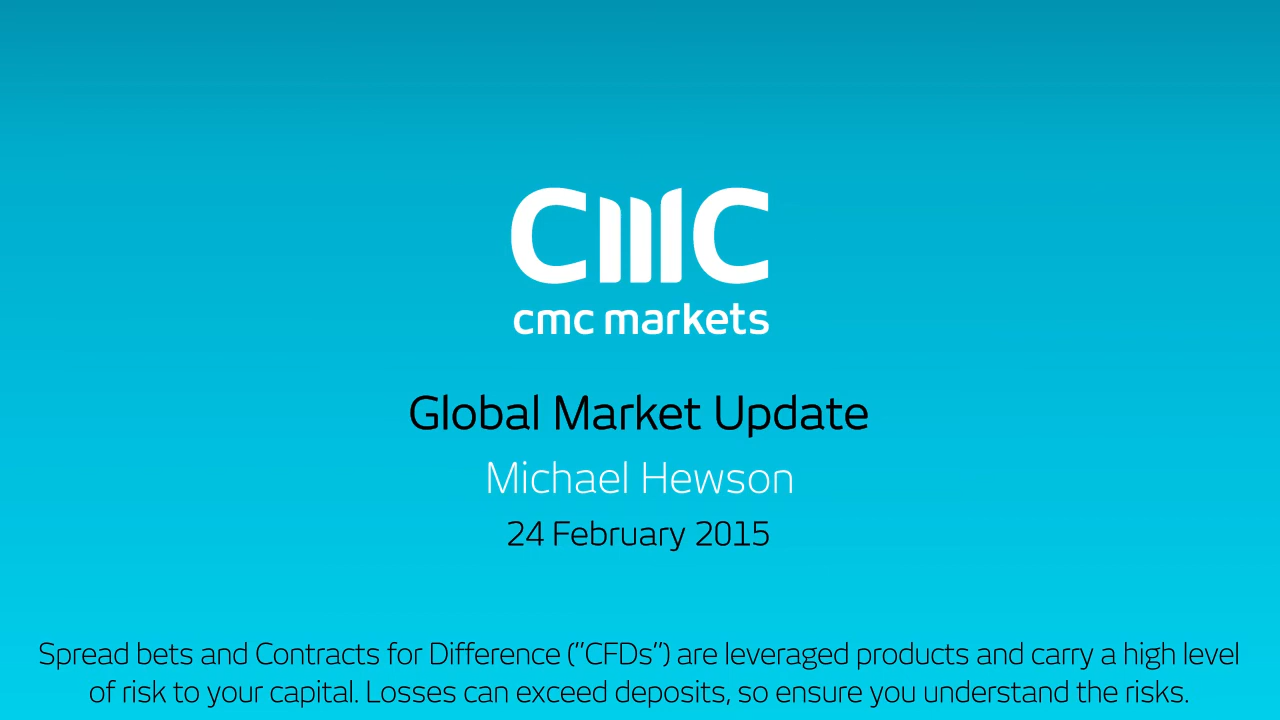 CMC
cmc markets
Global Market Update
Michael Hewson
24 February 2015
Spread bets and Contracts for Difference (“CFDs”) are leveraged products and carry a high level
of risk to your capital. Losses can exceed deposits, so ensure you understand the risks.